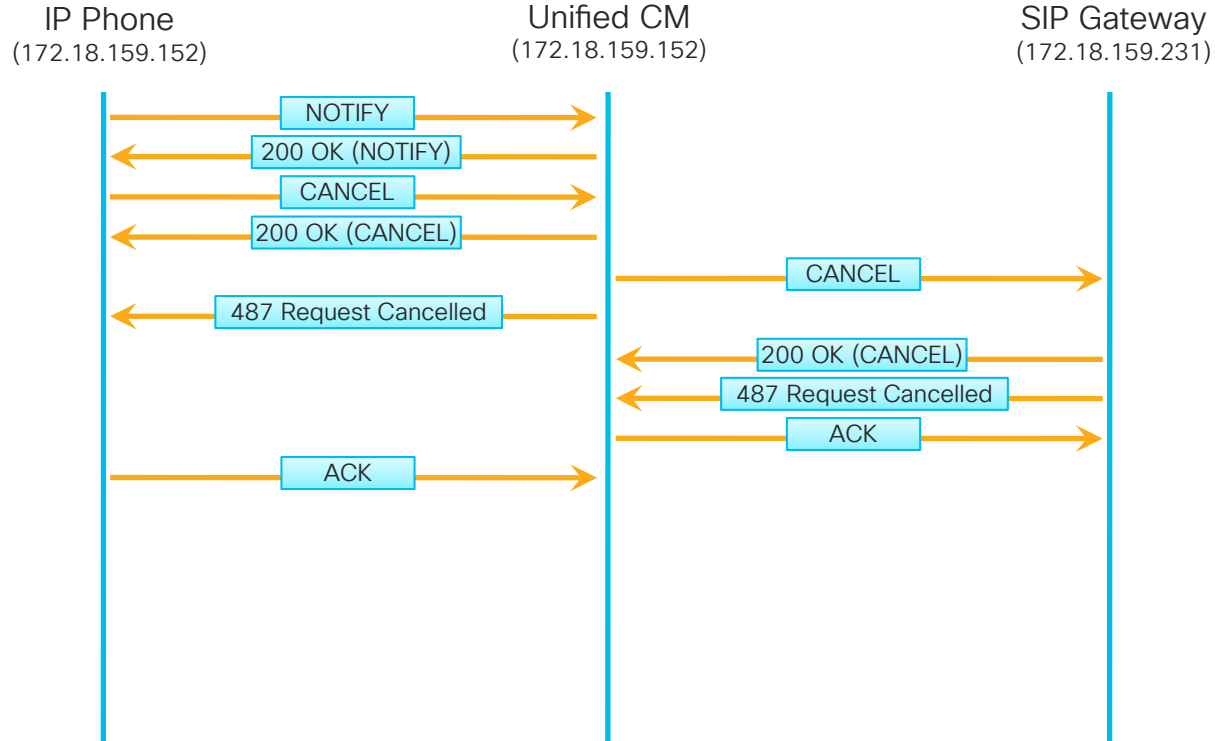 IP Phone
(172.18.159.152)
Unified CM
(172.18.159.152)
SIP Gateway
(172.18.159.231)
NOTIFY
200 OK (NOTIFY)
CANCEL
200 OK (CANCEL)
CANCEL
487 Request Cancelled
200 OK (CANCEL)
487 Request Cancelled
ACK
ACK